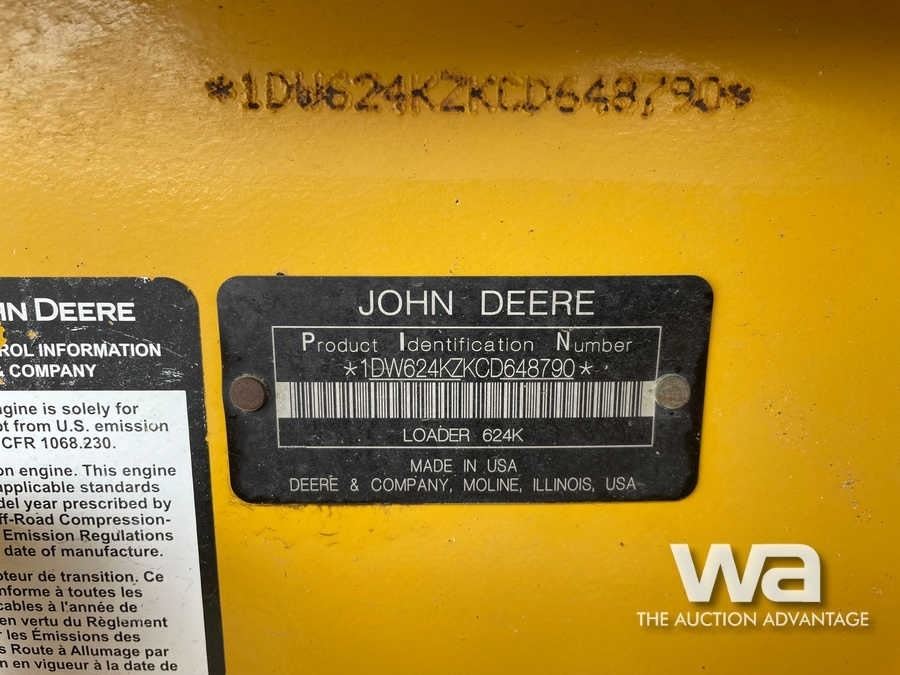 *1DW624KZKCD648790*
JOHN DEERE
Product Identification Number
*1DW624KZKCD648790*
LOADER 624K
MADE IN USA
DEERE & COMPANY, MOLINE, ILLINOIS, USA
HN DEERE
ROL INFORMATION
& COMPANY
ngine is solely for
pt from U.S. emission
CFR 1068.230.
on engine. This engine
applicable standards
del year prescribed by
ff-Road Compression-
Emission Regulations
date of manufacture.
oteur de transition. Ce
nforme à toutes les
cables à l'année de
en vertu du Règlement
r les Émissions des
s Route à Allumage par
n en vigueur à la date de
wa
THE AUCTION ADVANTAGE